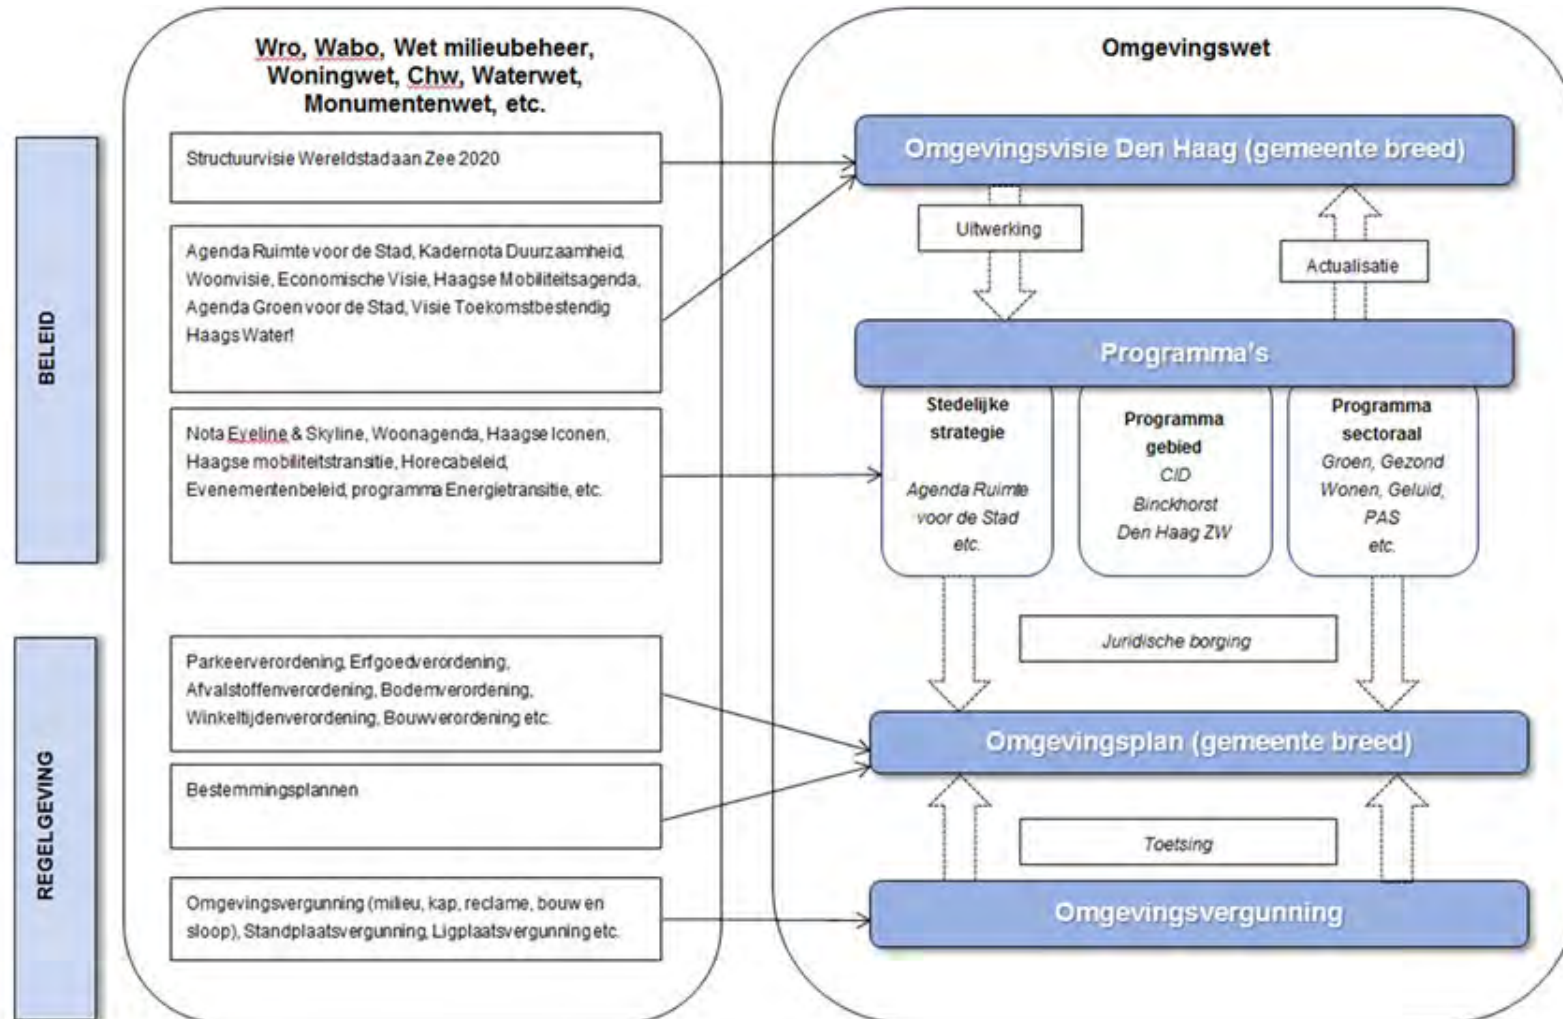 Wro, Wabo, Wet milieubeheer,
Woningwet, Chw, Waterwet,
Monumentenwet, etc.
BELEID
Structuurvisie Wereldstad aan Zee 2020
Agenda Ruimte voor de Stad, Kadernota Duurzaamheid,
Woonvisie, Economische Visie, Haagse Mobiliteitsagenda,
Agenda Groen voor de Stad, Visie Toekomstbestendig
Haags Water!
Nota Eyeline & Skyline, Woonagenda, Haagse Iconen,
Haagse mobiliteitstransitie, Horecabeleid,
Evenementenbeleid, programma Energietransitie, etc.
REGELGEVING
Parkeerverordening, Erfgoedverordening,
Afvalstoffenverordening, Bodemverordening,
Winkeltijdenverordening, Bouwverordening etc.
Bestemmingsplannen
Omgevingsvergunning (milieu, kap, reclame, bouw en
sloop), Standplaatsvergunning, Ligplaatsvergunning etc.
Omgevingswet
Omgevingsvisie Den Haag (gemeente breed)
Uitwerking
Actualisatie
Programma's
Stedelijke
strategie
Agenda Ruimte
voor de Stad
etc.
Programma
gebied
CID
Binckhorst
Den Haag ZW
Programma
sectoraal
Groen, Gezond
Wonen, Geluid,
PAS
etc.
Juridische borging
Omgevingsplan (gemeente breed)
Toetsing
Omgevingsvergunning